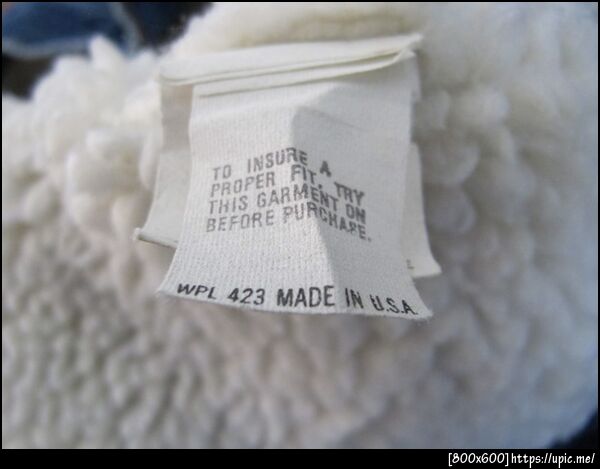 TO INSURE A
PROPER FIT, TRY
THIS GARMENT ON
BEFORE PURCHASE.
WPL 423 MADE IN U.S.A.
[800x600]https://upic.me/